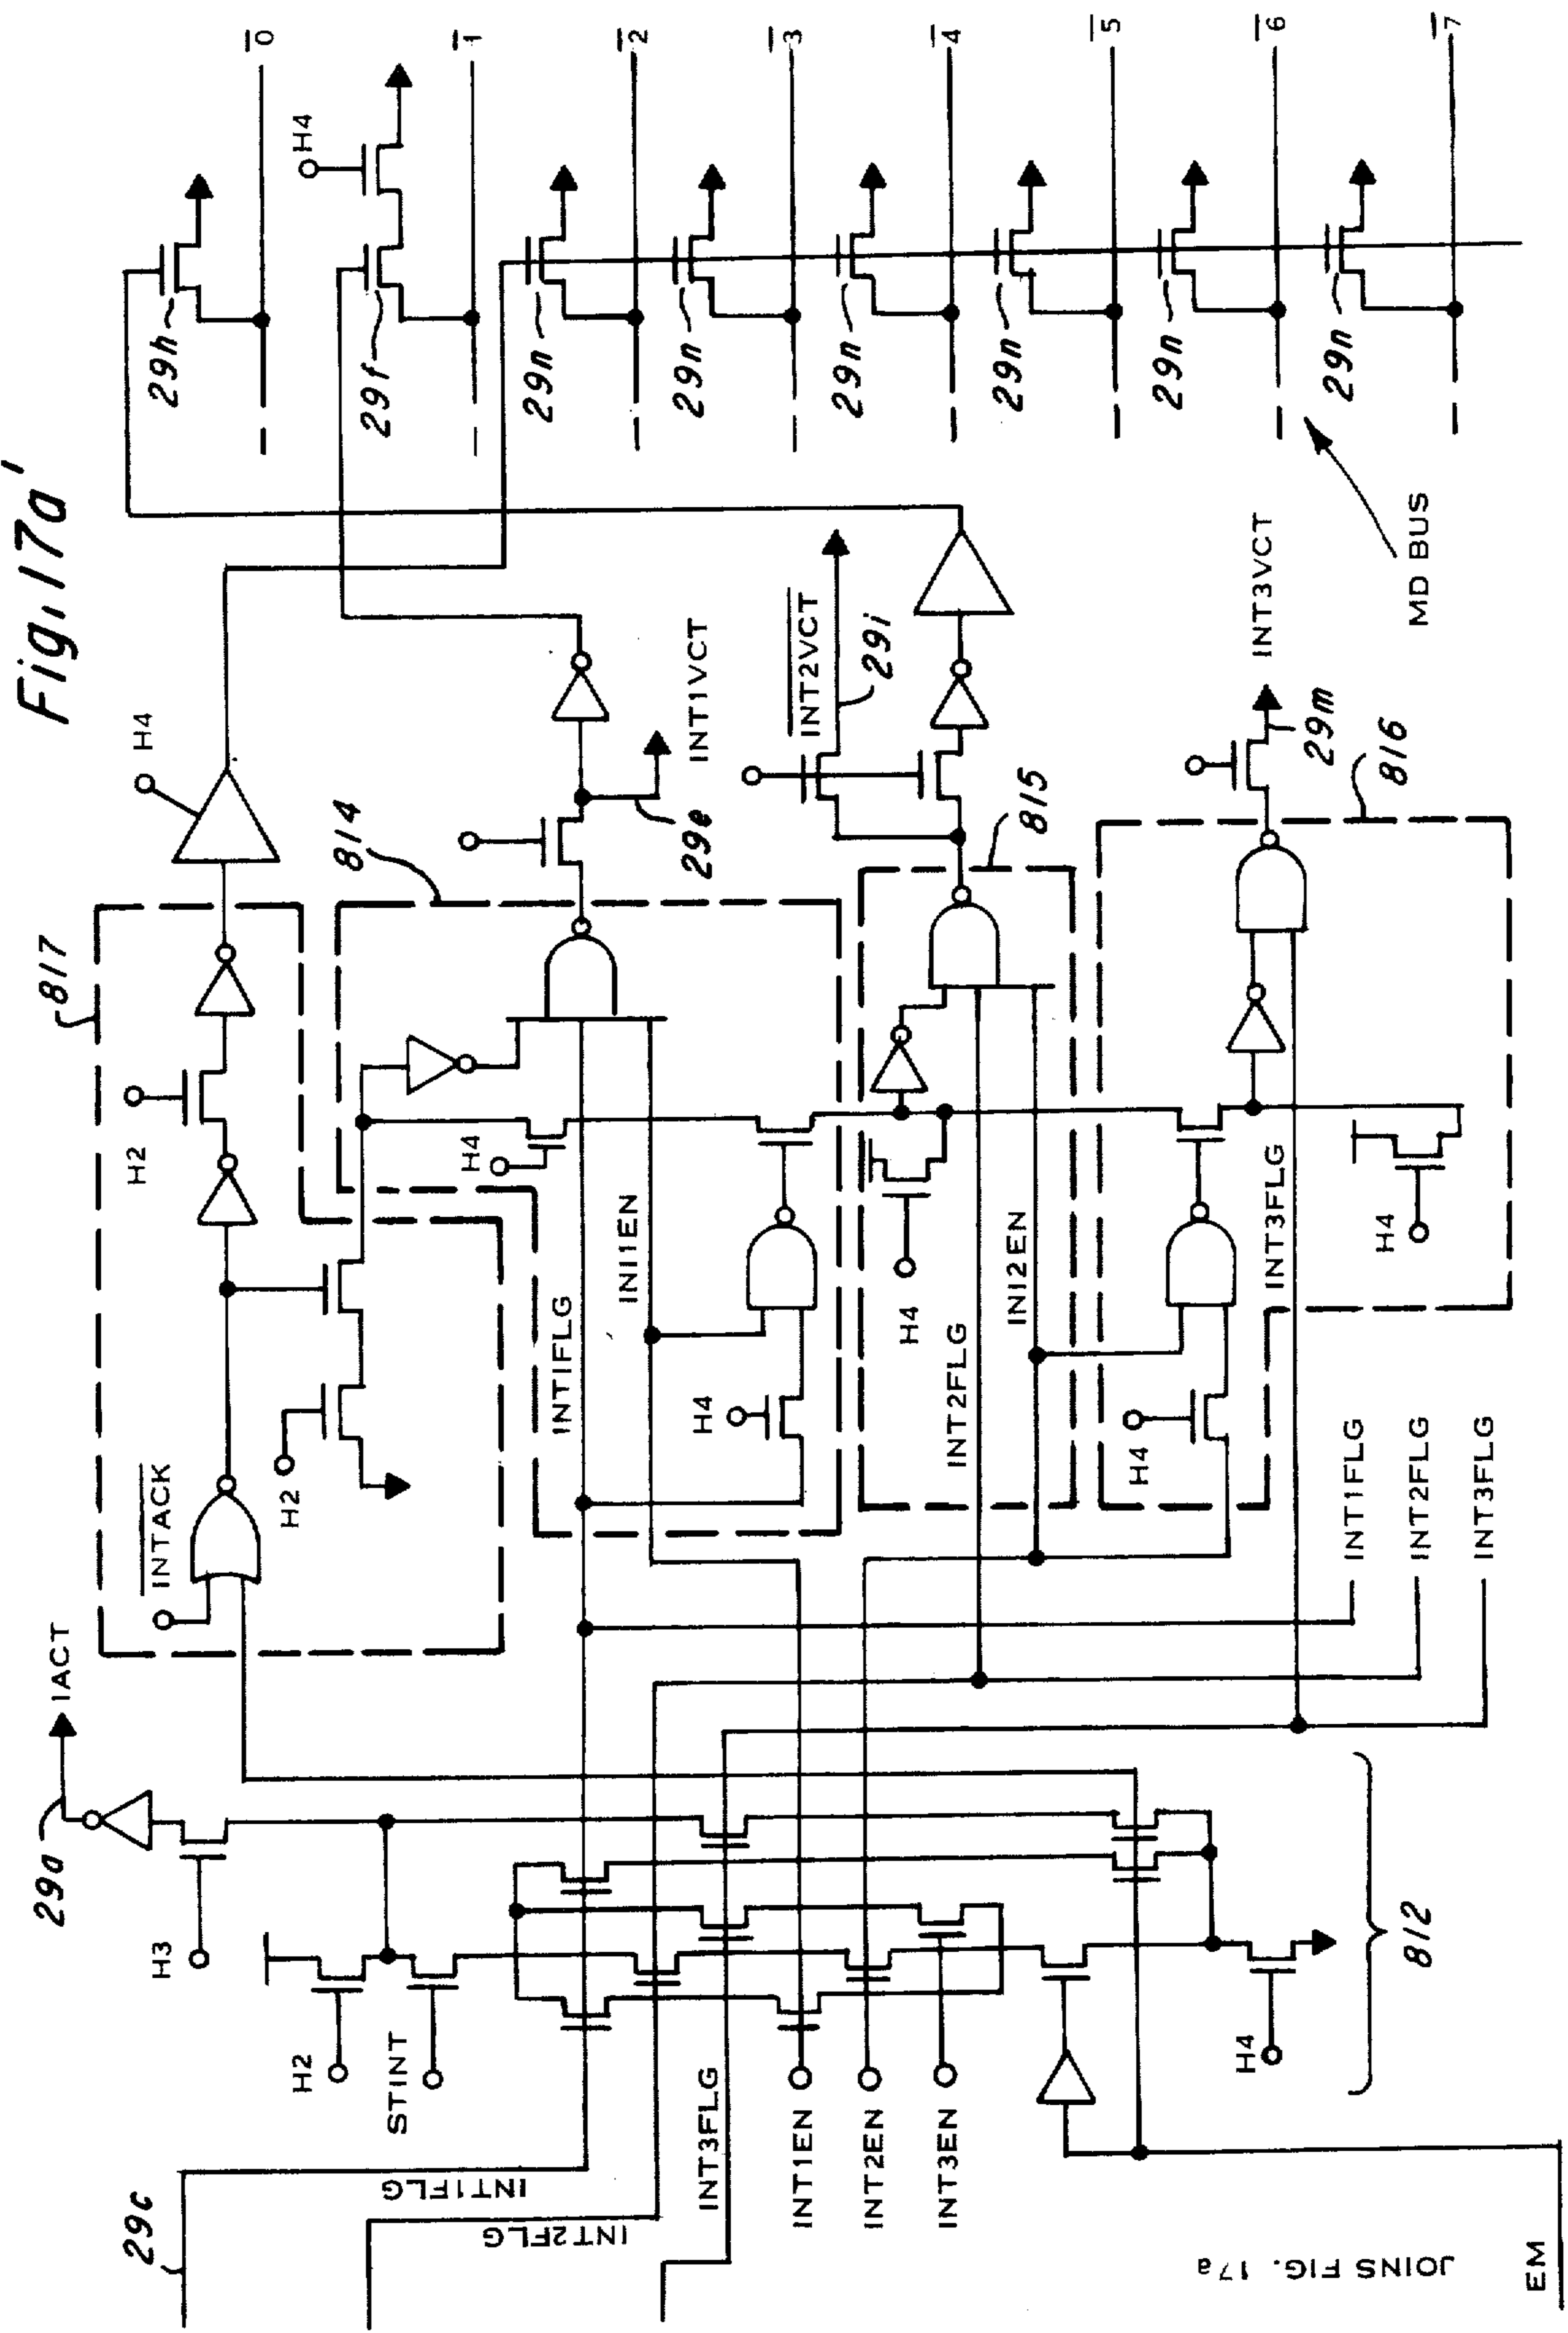 Fig. 17a'
0
1
2
3
4
5
6
7
H4
29h
29f
29n
29n
29n
29n
29n
29n
MD BUS
H4
INT1VCT
29e
INT2VCT
29i
INT3VCT
29m
817
814
815
816
H2
H4
H2
INTACK
INT1FLG
INI1EN
H4
H4
INT2FLG
INI2EN
H4
INT3FLG
H4
INT1FLG
INT2FLG
INT3FLG
IACT
29a
H3
H2
STINT
INT3FLG
INT1EN
INT2EN
INT3EN
H4
812
29c
INT1FLG
INT2FLG
JOINS FIG. 17a
EM